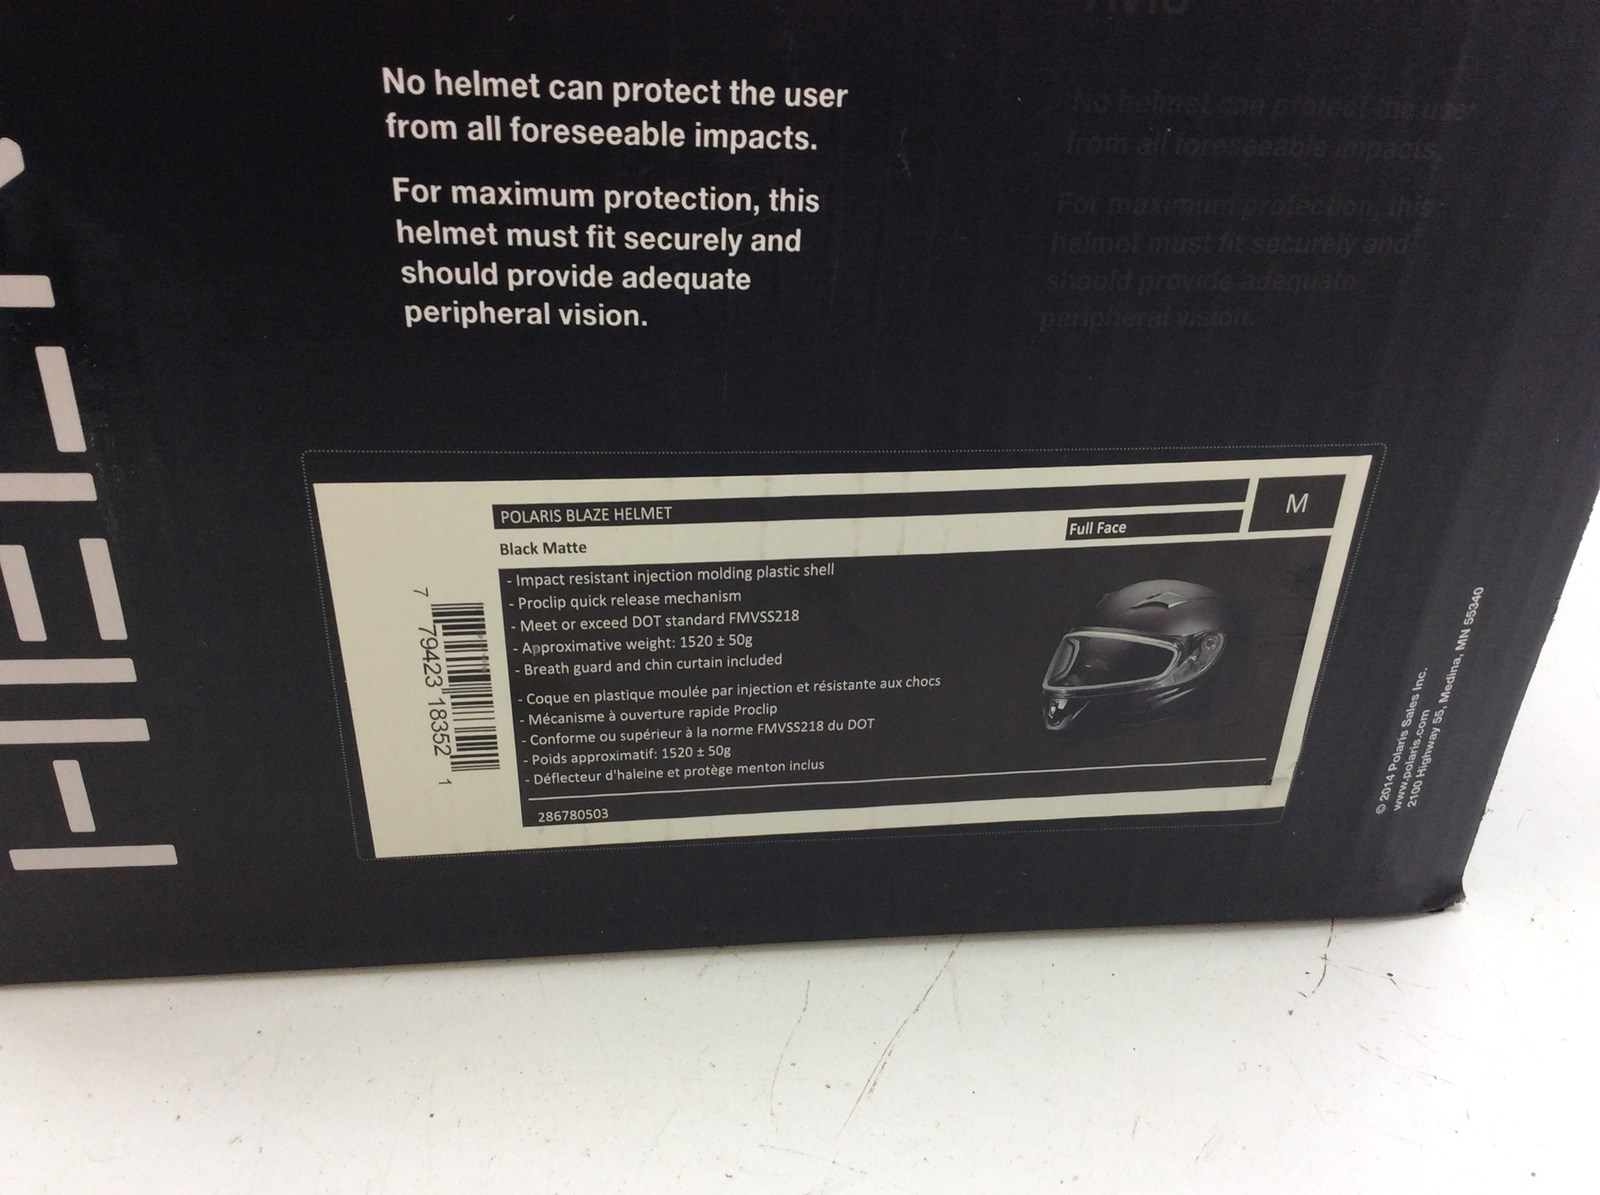 No helmet can protect the user
from all foreseeable impacts.
For maximum protection, this
helmet must fit securely and
should provide adequate
peripheral vision.
No helmet can protect the user
from all foreseeable impacts.
For maximum protection, this
helmet must fit securely and
should provide adequate
peripheral vision.
POLARIS BLAZE HELMET
M
Full Face
Black Matte
- Impact resistant injection molding plastic shell
- Proclip quick release mechanism
- Meet or exceed DOT standard FMVSS218
- Approximative weight: 1520 ± 50g
- Breath guard and chin curtain included
- Coque en plastique moulée par injection et résistante aux chocs
- Mécanisme à ouverture rapide Proclip
- Conforme ou supérieur à la norme FMVSS218 du DOT
- Poids approximatif: 1520 ± 50g
- Déflecteur d'haleine et protège menton inclus
286780503
7 79423 18352 1
© 2014 Polaris Sales Inc.
www.polaris.com
2100 Highway 55, Medina, MN 55340